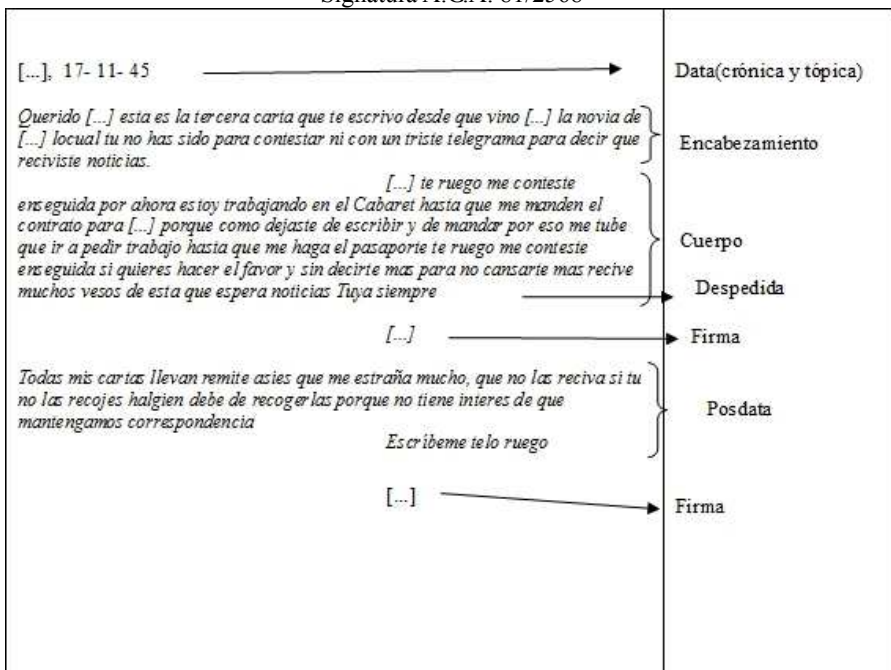 Signatura A.C.A. 61/2508
[...], 17- 11- 45
Data(crónica y tópica)
Querido [...] esta es la tercera carta que te escrivo desde que vino [...] la novia de
[...] locual tu no has sido para contestar ni con un triste telegrama para decir que
reciviste noticias.
Encabezamiento
[...] te ruego me conteste
enseguida por ahora estoy trabajando en el Cabaret hasta que me manden el
contrato para [...] porque como dejaste de escribir y de mandar por eso me tube
que ir a pedir trabajo hasta que me haga el pasaporte te ruego me conteste
enseguida si quieres hacer el favor y sin decirte mas para no cansarte mas recive
muchos vesos de esta que espera noticias Tuya siempre
Cuerpo
Despedida
[...]
Firma
Todas mis cartas llevan remite asies que me estraña mucho, que no las reciva si tu
no las recojes halgien debe de recogerlas porque no tiene interes de que
mantengamos correspondencia
Escribeme telo ruego
Posdata
[...]
Firma